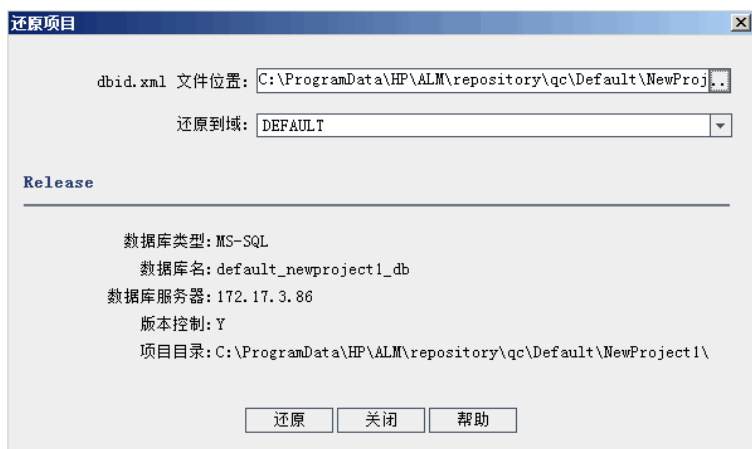 还原项目
dbid.xml 文件位置: C:\ProgramData\HP\ALM\repository\qc\Default\NewProj..
还原到域: DEFAULT
Release
数据库类型: MS-SQL
数据库名: default_newproject1_db
数据库服务器: 172.17.3.86
版本控制: Y
项目目录: C:\ProgramData\HP\ALM\repository\qc\Default\NewProject1\
还原 关闭 帮助